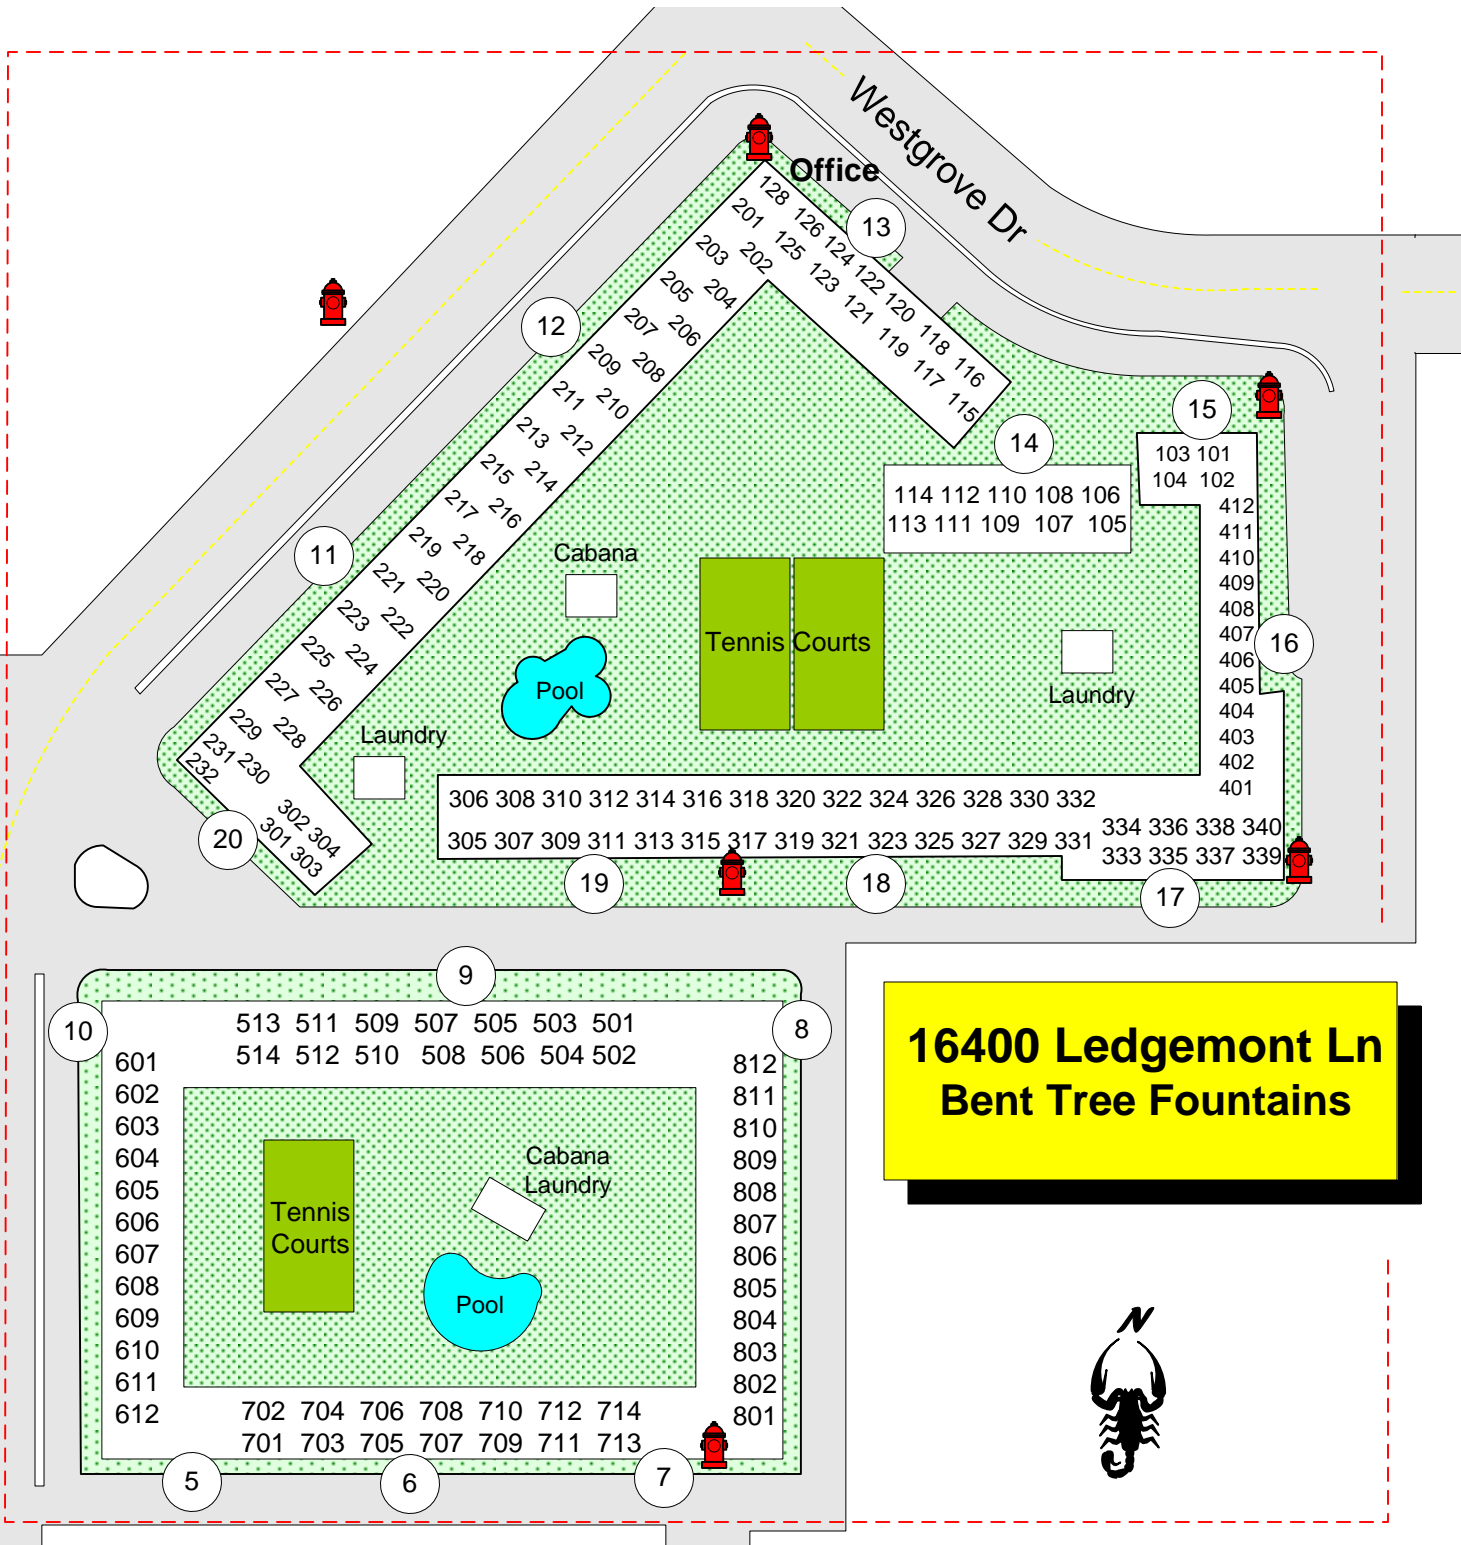 Westgrove Dr
Office
13
128 126 124 122 120 118 116
125 123 121 119 117 115
12
11
201 203 205 207 209 211 213 215 217 219 221 223 225 227 229 231 232
202 204 206 208 210 212 214 216 218 220 222 224 226 228 230
20
302 304
301 303
14
114 112 110 108 106
113 111 109 107 105
15
103 101
104 102
412
411
410
409
408
407
406
405
404
403
402
401
16
Cabana
Pool
Tennis Courts
Laundry
Laundry
306 308 310 312 314 316 318 320 322 324 326 328 330 332
305 307 309 311 313 315 317 319 321 323 325 327 329 331
334 336 338 340
333 335 337 339
19
18
17
9
10
8
513 511 509 507 505 503 501
514 512 510 508 506 504 502
601
602
603
604
605
606
607
608
609
610
611
612
812
811
810
809
808
807
806
805
804
803
802
801
Cabana
Laundry
Tennis
Courts
Pool
702 704 706 708 710 712 714
701 703 705 707 709 711 713
5
6
7
16400 Ledgemont Ln
Bent Tree Fountains
N